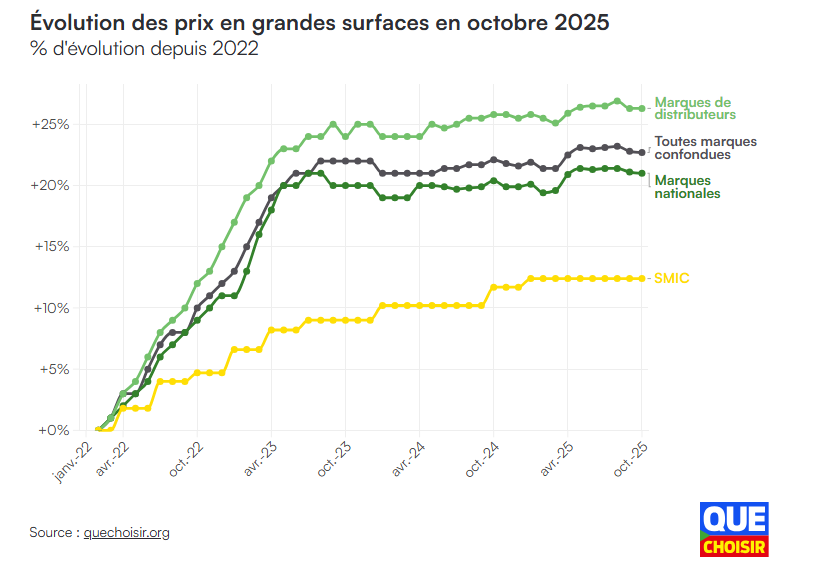 Évolution des prix en grandes surfaces en octobre 2025
% d'évolution depuis 2022
+25%
+20%
+15%
+10%
+5%
+0%
Marques de
distributeurs
Toutes marques
confondues
Marques
nationales
SMIC
janv.-22
avr.-22
oct.-22
avr.-23
oct.-23
avr.-24
oct.-24
avr.-25
oct.-25
Source : quechoisir.org
QUE
CHOISIR